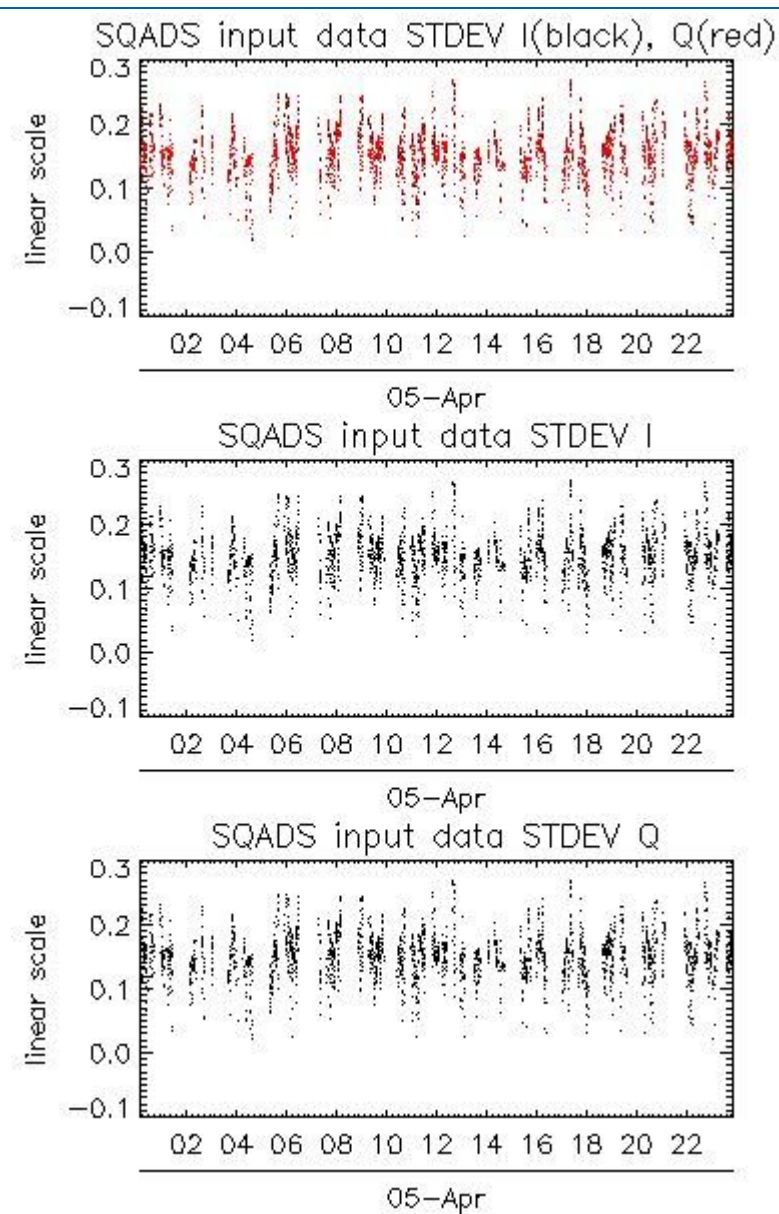 SQADS input data STDEV I(black), Q(red)
linear scale
0.3
0.2
0.1
0.0
−0.1
02 04 06 08 10 12 14 16 18 20 22
05−Apr
SQADS input data STDEV I
linear scale
0.3
0.2
0.1
0.0
−0.1
02 04 06 08 10 12 14 16 18 20 22
05−Apr
SQADS input data STDEV Q
linear scale
0.3
0.2
0.1
0.0
−0.1
02 04 06 08 10 12 14 16 18 20 22
05−Apr